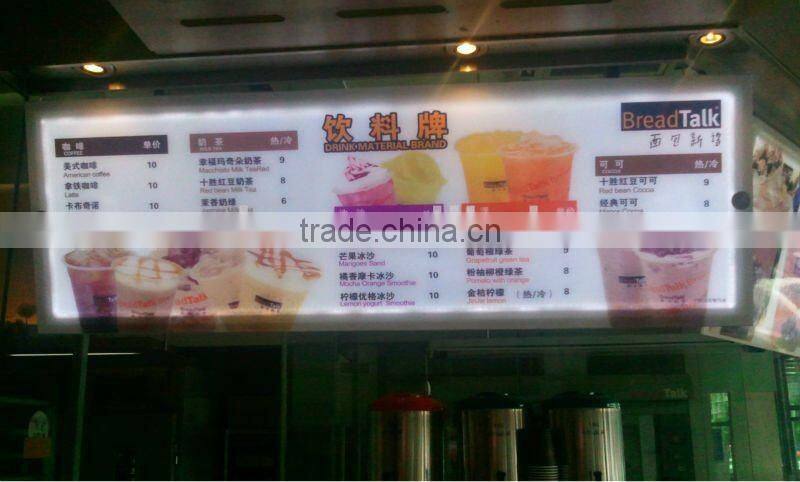 咖 啡 单价
COFFEE
美式咖啡 10
American coffee
拿铁咖啡 10
Latte
卡布奇诺 10
奶 茶 热/冷
MILK TEA
幸福玛奇朵奶茶 9
Macchiato Milk TeaRed
十胜红豆奶茶 8
Red bean Milk Tea
茉香奶绿 6
饮料牌
DRINK MATERIAL BRAND
芒果冰沙 10
Mangoes Sand
橘香摩卡冰沙 10
Mocha Orange Smoothie
柠檬优格冰沙 10
Lemon yogurt Smoothie
葡萄柚绿茶 9
Grapefruit green tea
粉柚柳橙绿茶 8
Pomelo with orange
金桔柠檬 (热/冷) 8
JinJie lemon
BreadTalk®
面包新语
可 可 热/冷
COCOA
十胜红豆可可 9
Red bean Cocoa
经典可可 8
trade.china.cn
BreadTalk
Talk